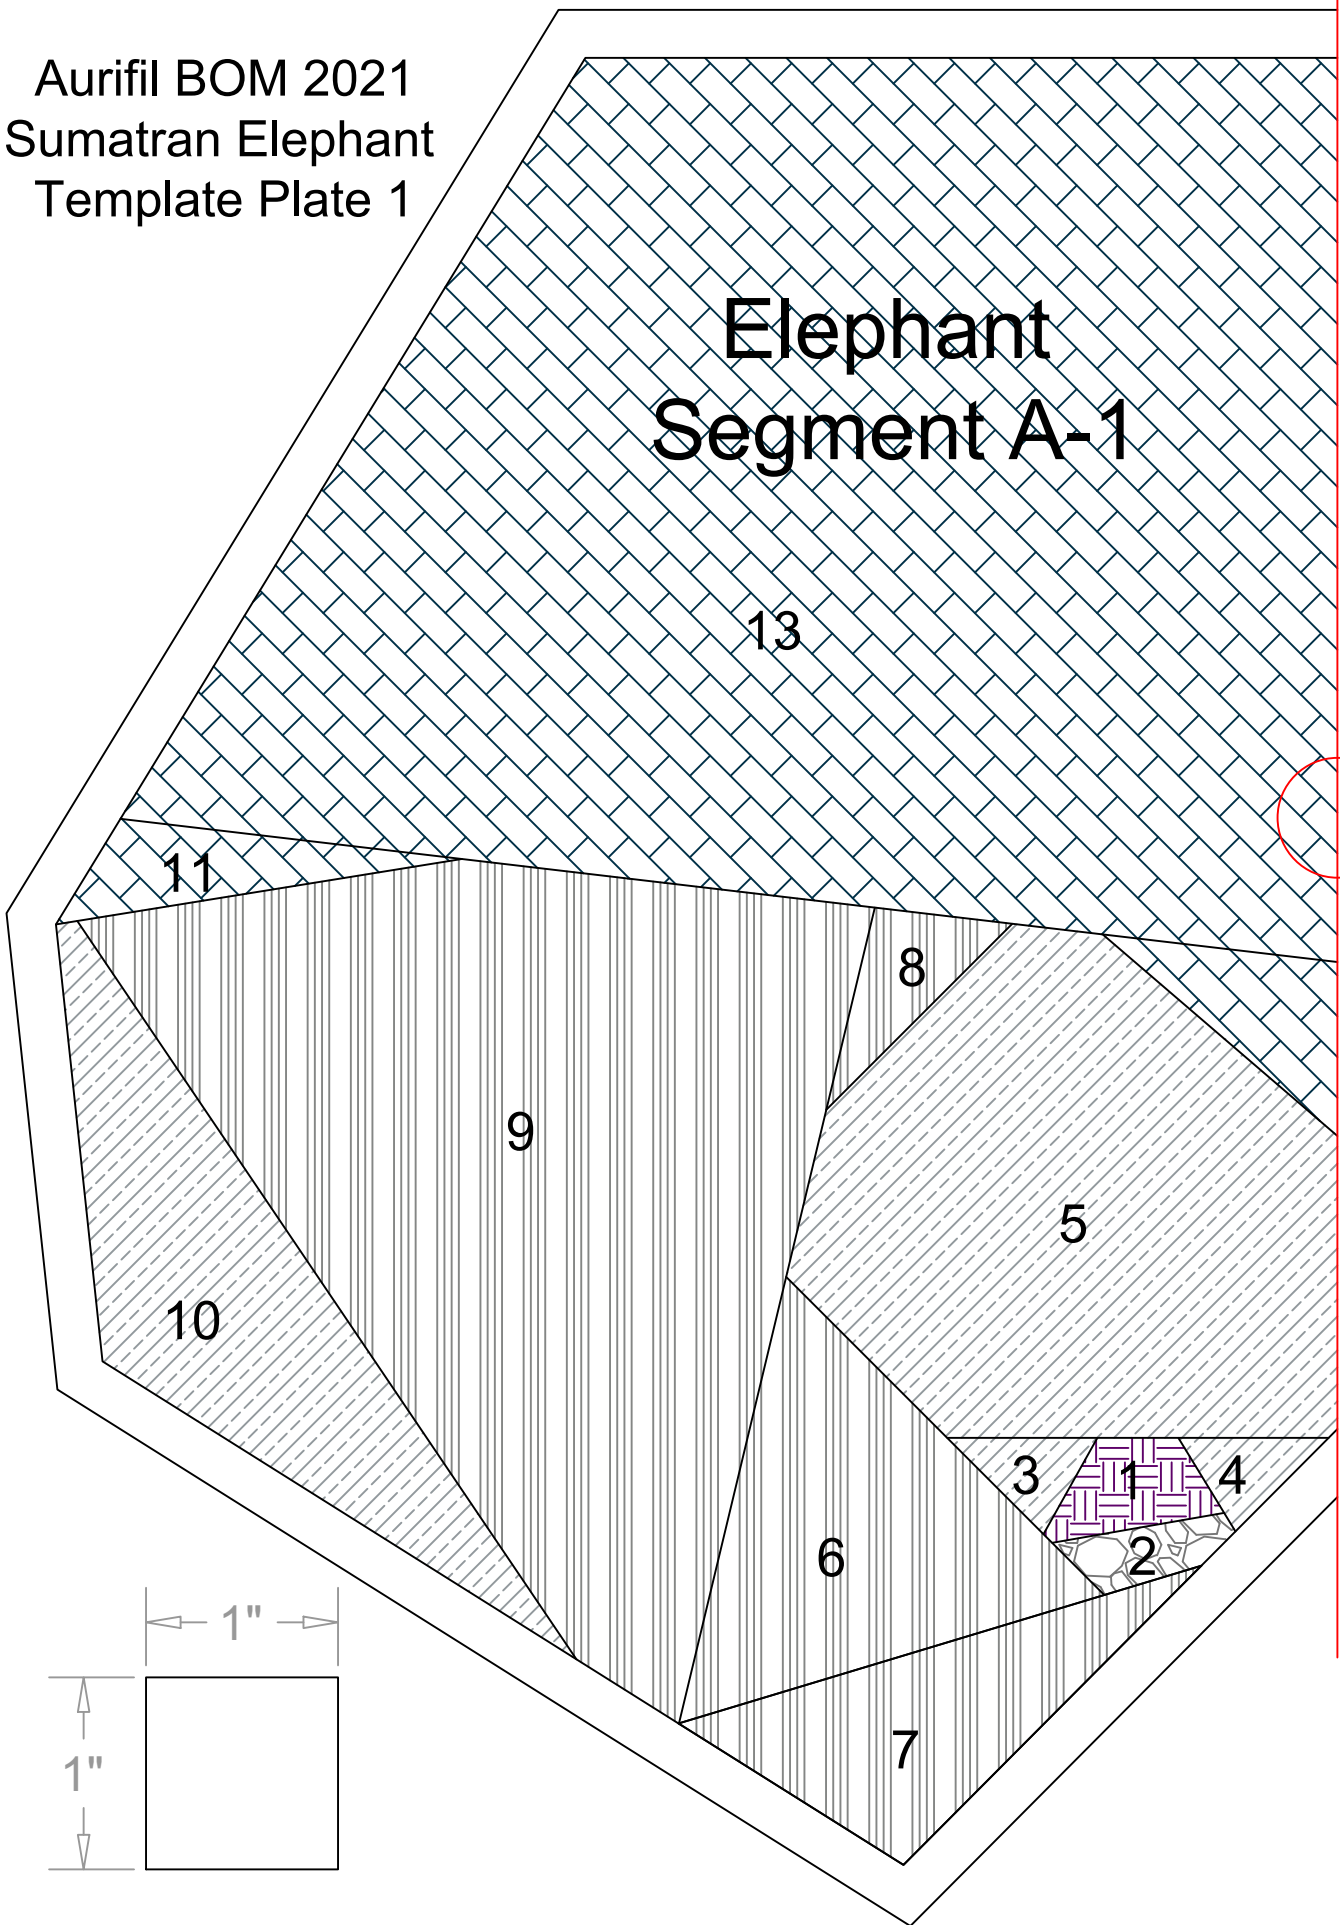 Aurifil BOM 2021
Sumatran Elephant
Template Plate 1
Elephant
Segment A-1
13
11
8
9
5
10
3
1
4
2
6
7
1"
1"